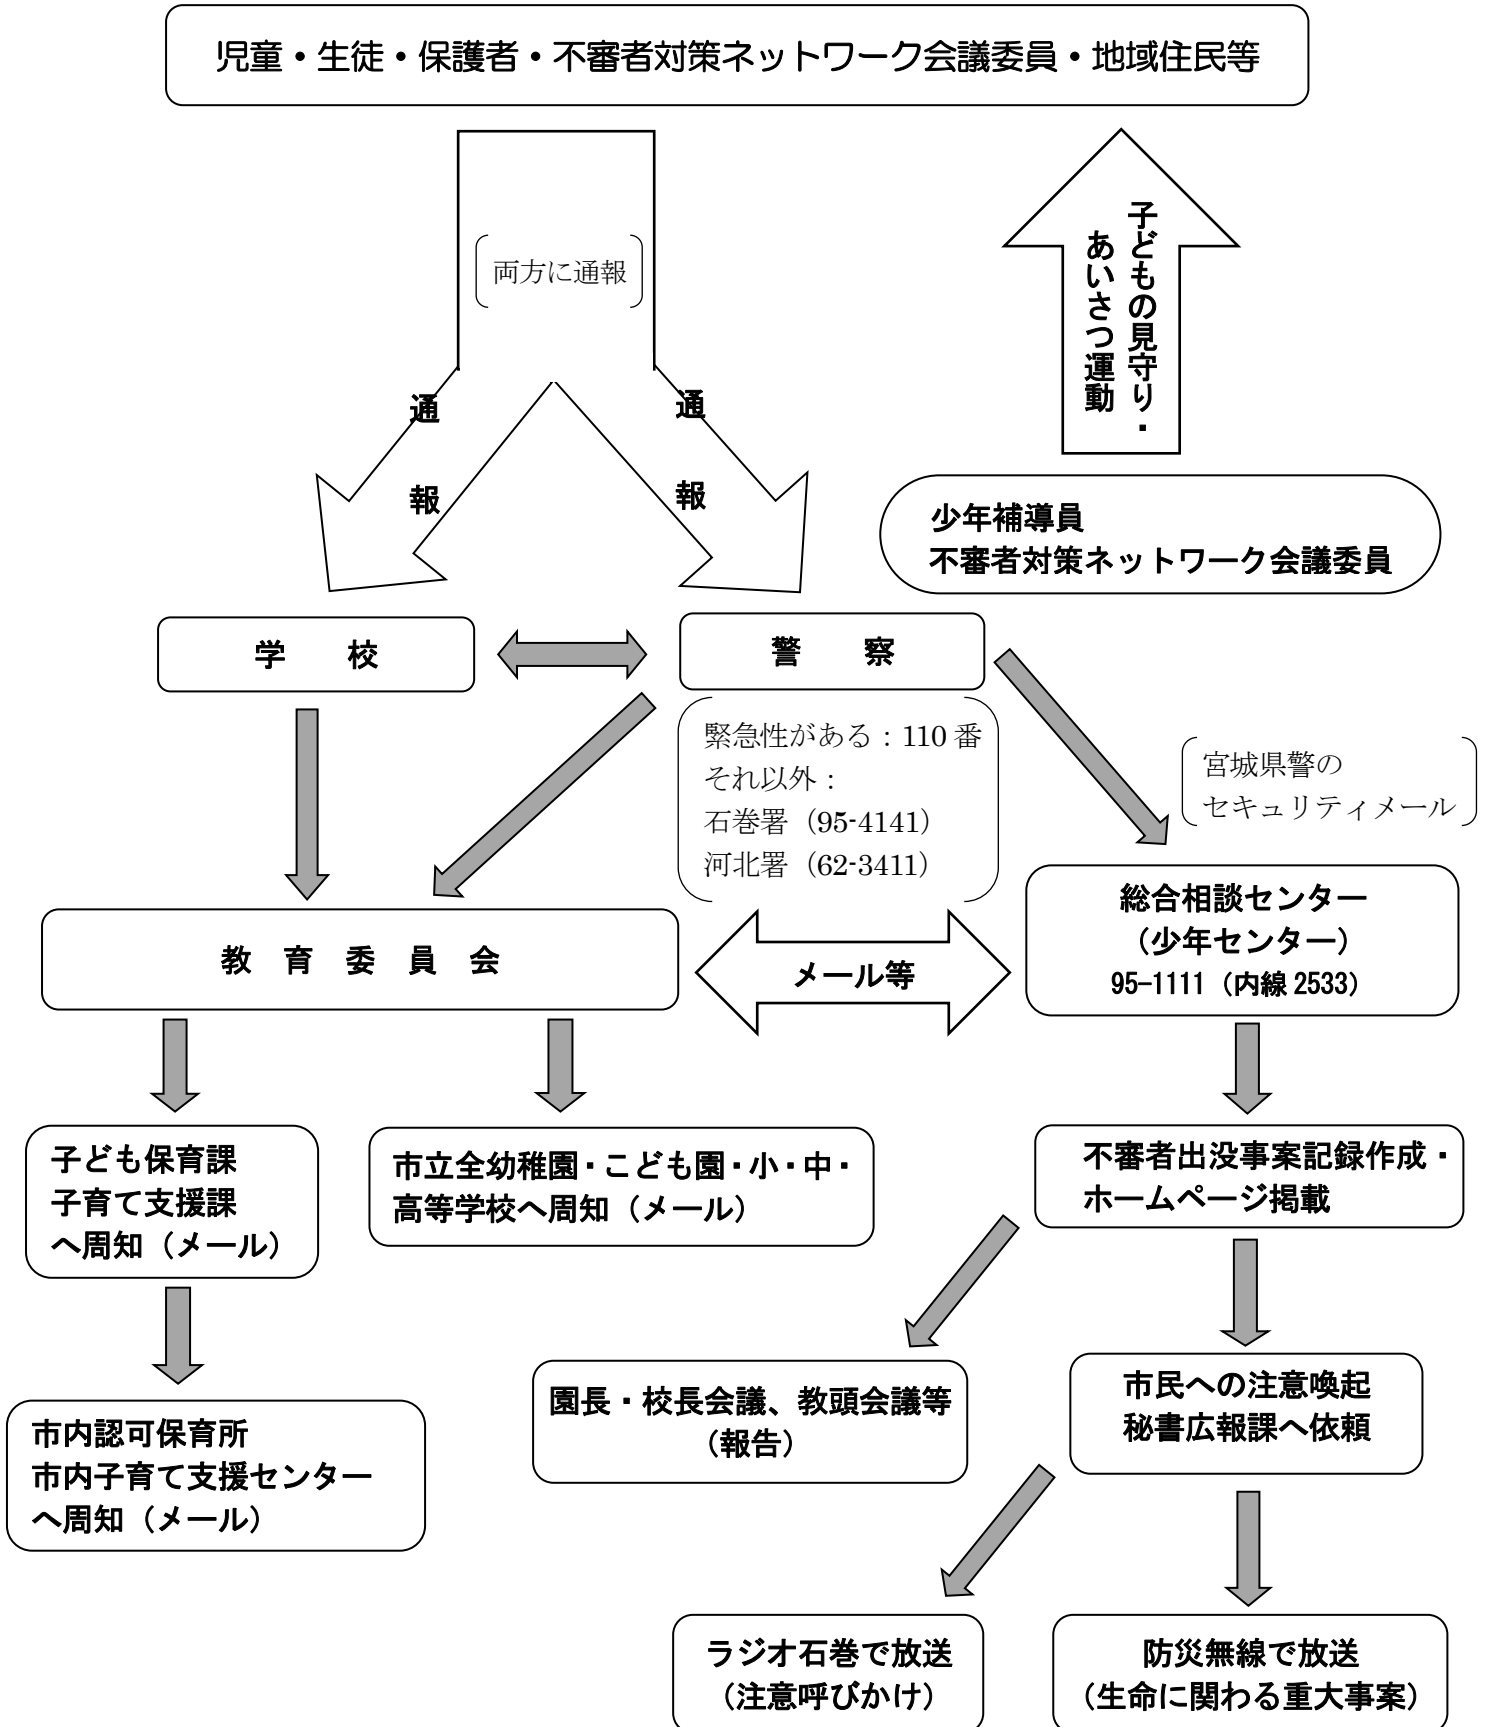 児童・生徒・保護者・不審者対策ネットワーク会議委員・地域住民等
両方に通報
通報
通報
子どもの見守り・
あいさつ運動
少年補導員
不審者対策ネットワーク会議委員
学　校
警　察
緊急性がある：110番
それ以外：
石巻署（95-4141）
河北署（62-3411）
宮城県警の
セキュリティメール
教 育 委 員 会
メール等
総合相談センター
（少年センター）
95-1111（内線2533）
子ども保育課
子育て支援課
へ周知（メール）
市立全幼稚園・こども園・小・中・
高等学校へ周知（メール）
不審者出没事案記録作成・
ホームページ掲載
市内認可保育所
市内子育て支援センター
へ周知（メール）
園長・校長会議、教頭会議等
（報告）
市民への注意喚起
秘書広報課へ依頼
ラジオ石巻で放送
（注意呼びかけ）
防災無線で放送
（生命に関わる重大事案）